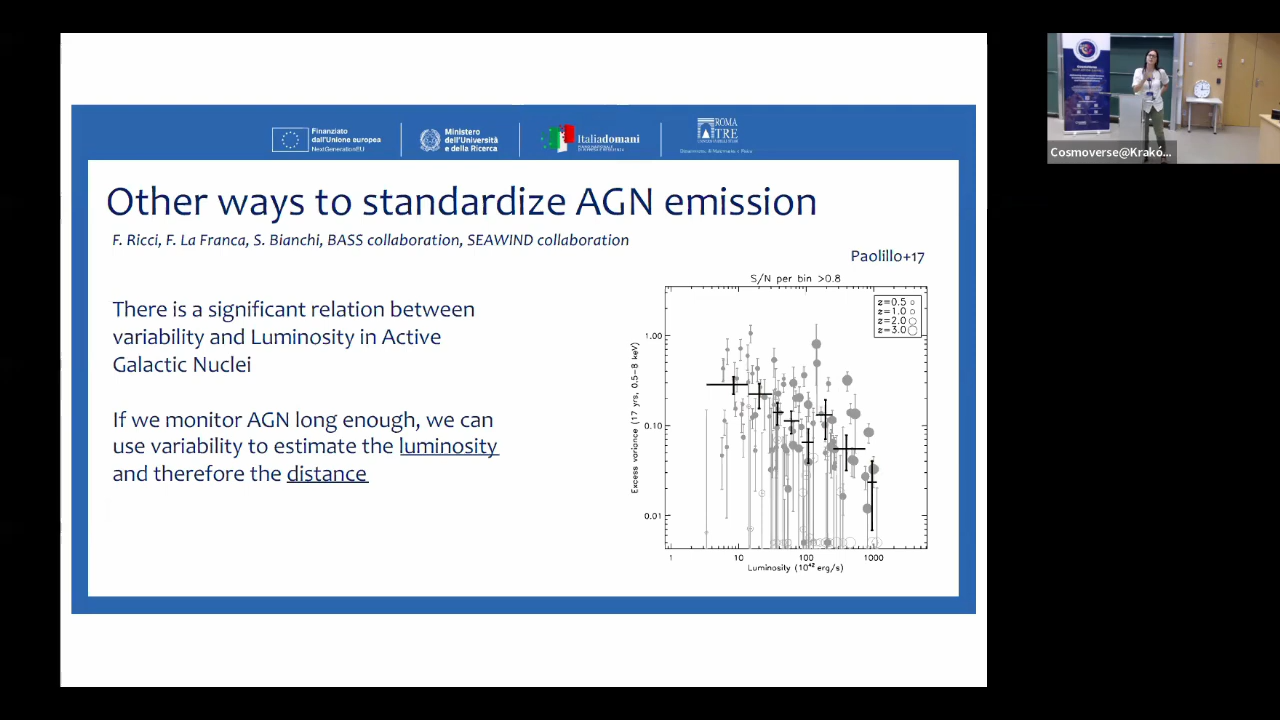 Finanziato
dall'Unione europea
NextGenerationEU
Ministero
dell'Università
e della Ricerca
Italiadomani
ROMA
TRE
Other ways to standardize AGN emission
F. Ricci, F. La Franca, S. Bianchi, BASS collaboration, SEAWIND collaboration
There is a significant relation between
variability and Luminosity in Active
Galactic Nuclei
If we monitor AGN long enough, we can
use variability to estimate the luminosity
and therefore the distance
Paolillo+17
S/N per bin >0.8
z=0.5
z=1.0
z=2.0
z=3.0
Excess variance (17 yrs, 0.5-8 keV)
1.00
0.10
0.01
1 10 100 1000
Luminosity (10⁴² erg/s)
Cosmoverse@Krakó...